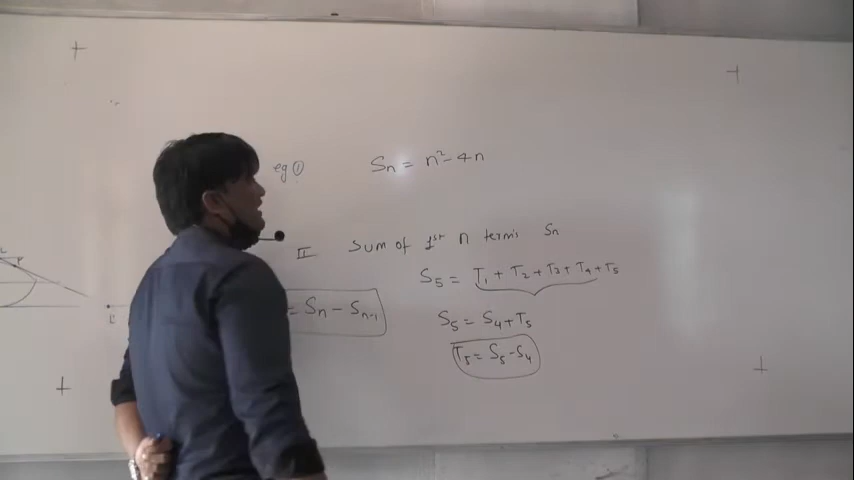 eg ① Sn = n² - 4n
II Sum of 1st n terms Sn
S5 = T1 + T2 + T3 + T4 + T5
= Sn - Sn-1
S5 = S4 + T5
T5 = S5 - S4